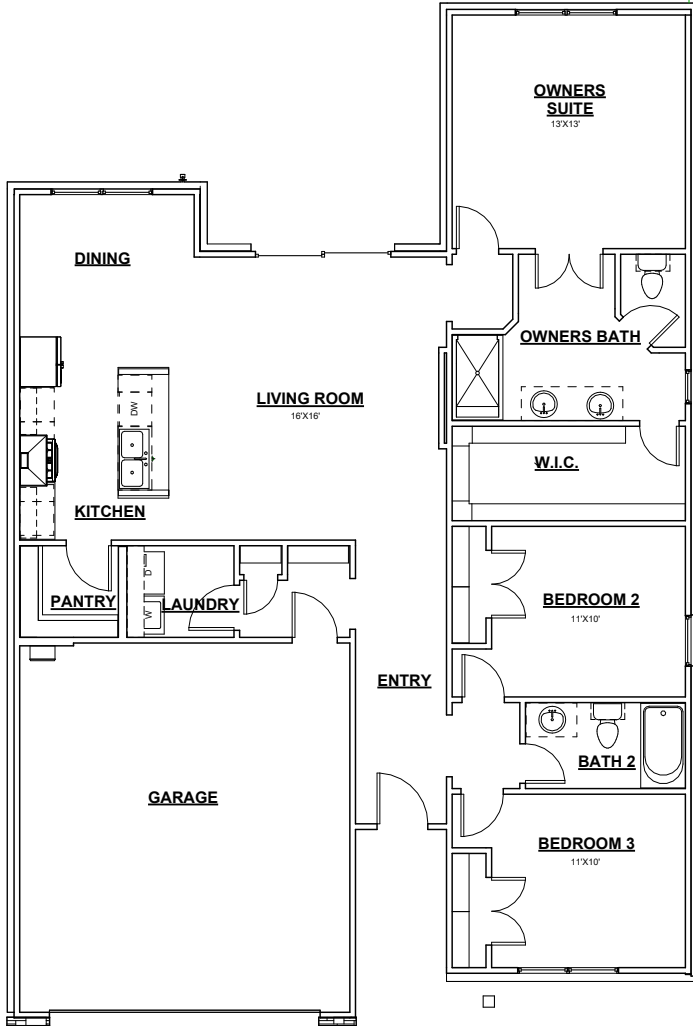 OWNERS
SUITE
13'X13'
DINING
OWNERS BATH
LIVING ROOM
16'X16'
DW
W.I.C.
KITCHEN
PANTRY
D
W
LAUNDRY
BEDROOM 2
11'X10'
ENTRY
BATH 2
GARAGE
BEDROOM 3
11'X10'